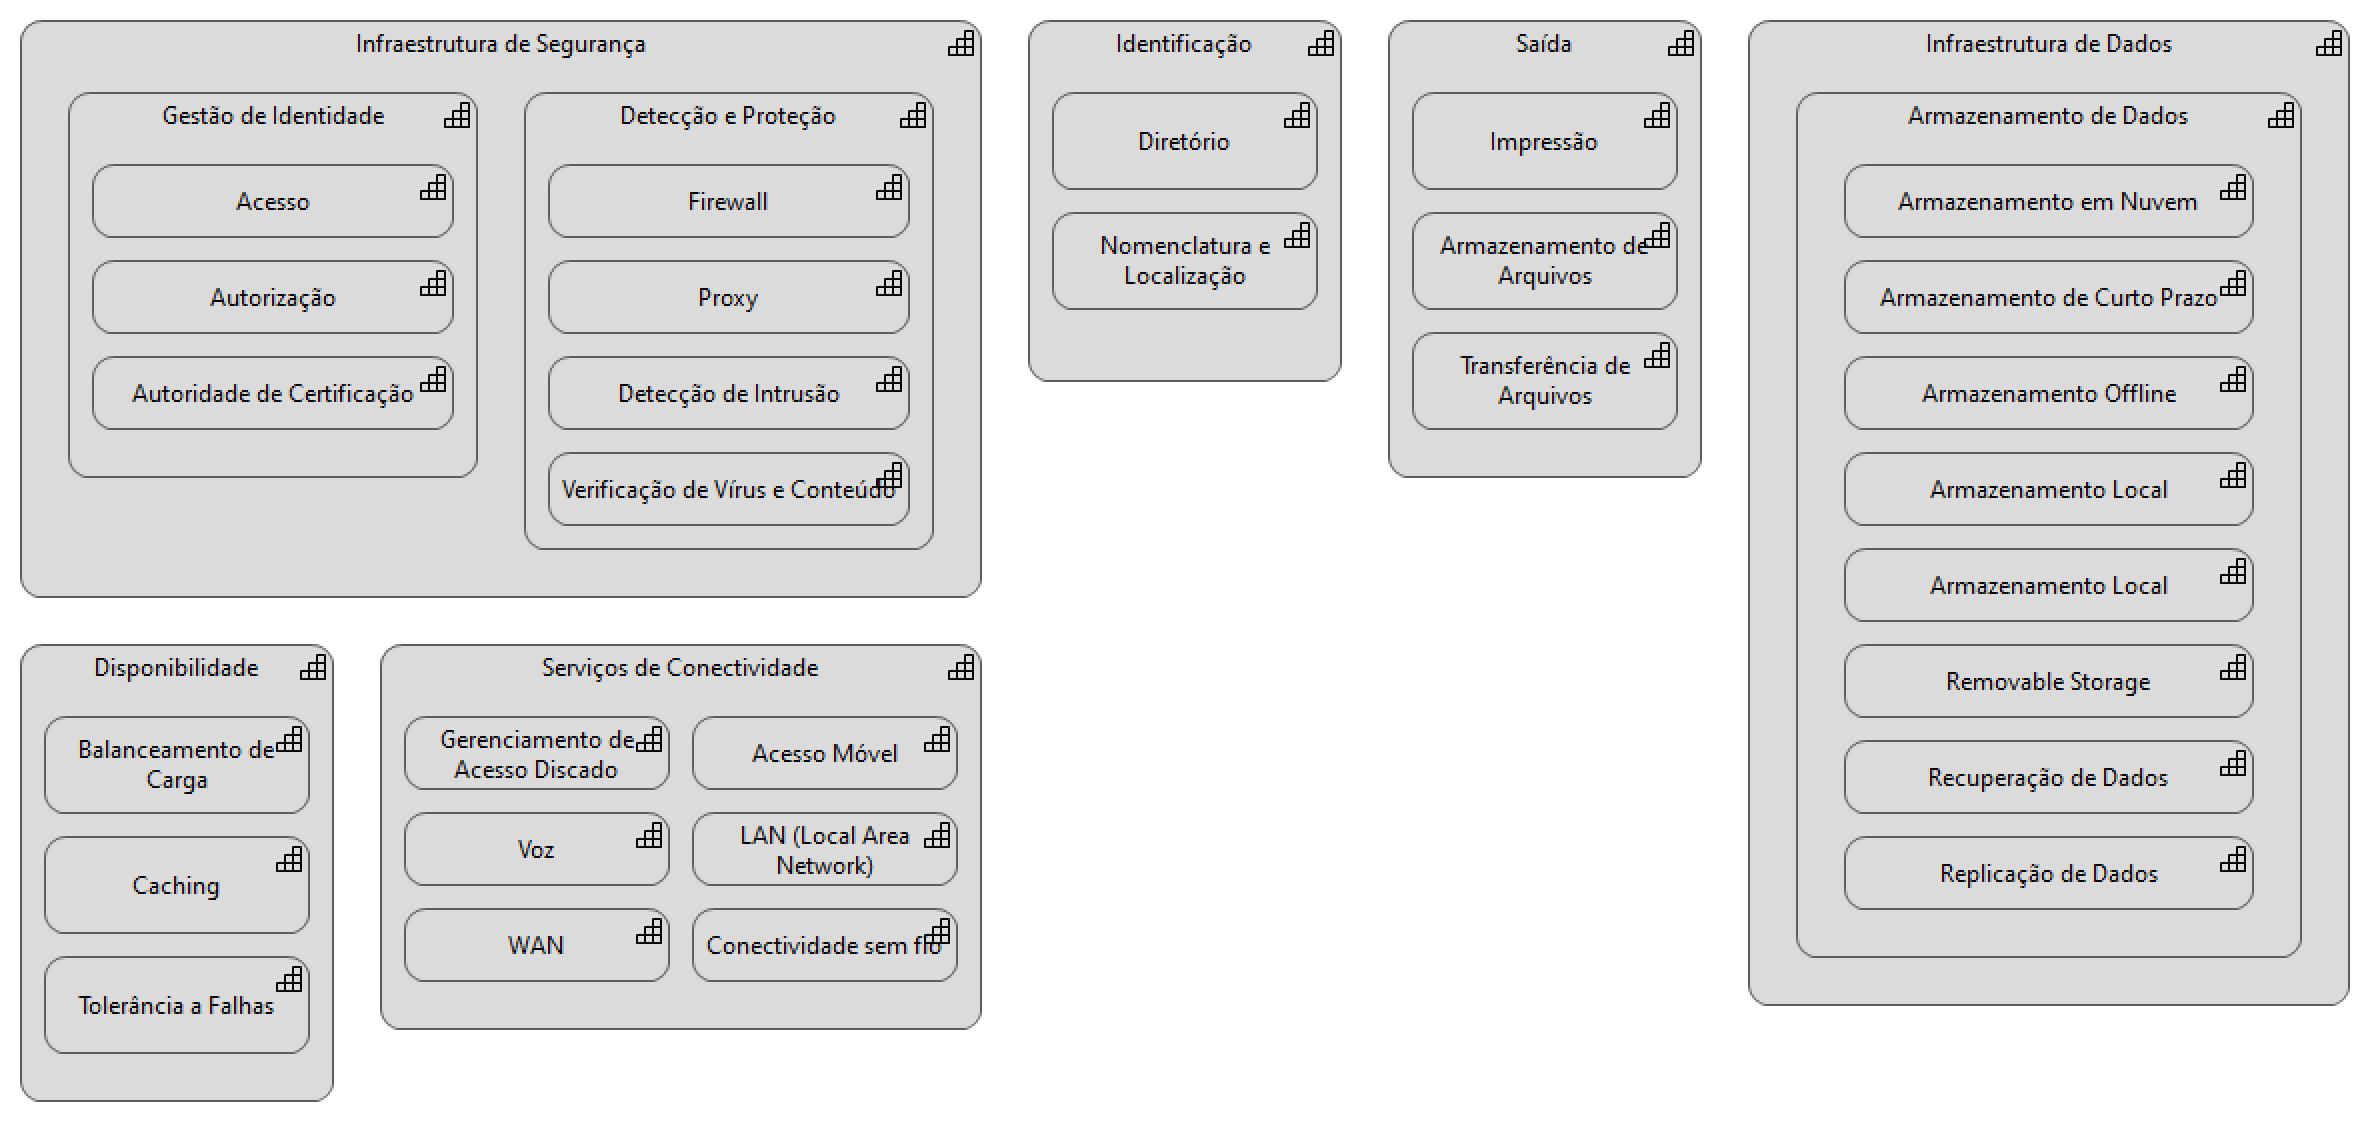 Infraestrutura de Segurança
Gestão de Identidade
Acesso
Autorização
Autoridade de Certificação
Detecção e Proteção
Firewall
Proxy
Detecção de Intrusão
Verificação de Vírus e Conteúdo
Identificação
Diretório
Nomenclatura e
Localização
Saída
Impressão
Armazenamento de
Arquivos
Transferência de
Arquivos
Infraestrutura de Dados
Armazenamento de Dados
Armazenamento em Nuvem
Armazenamento de Curto Prazo
Armazenamento Offline
Armazenamento Local
Armazenamento Local
Removable Storage
Recuperação de Dados
Replicação de Dados
Disponibilidade
Balanceamento de
Carga
Caching
Tolerância a Falhas
Serviços de Conectividade
Gerenciamento de
Acesso Discado
Acesso Móvel
Voz
LAN (Local Area
Network)
WAN
Conectividade sem fio